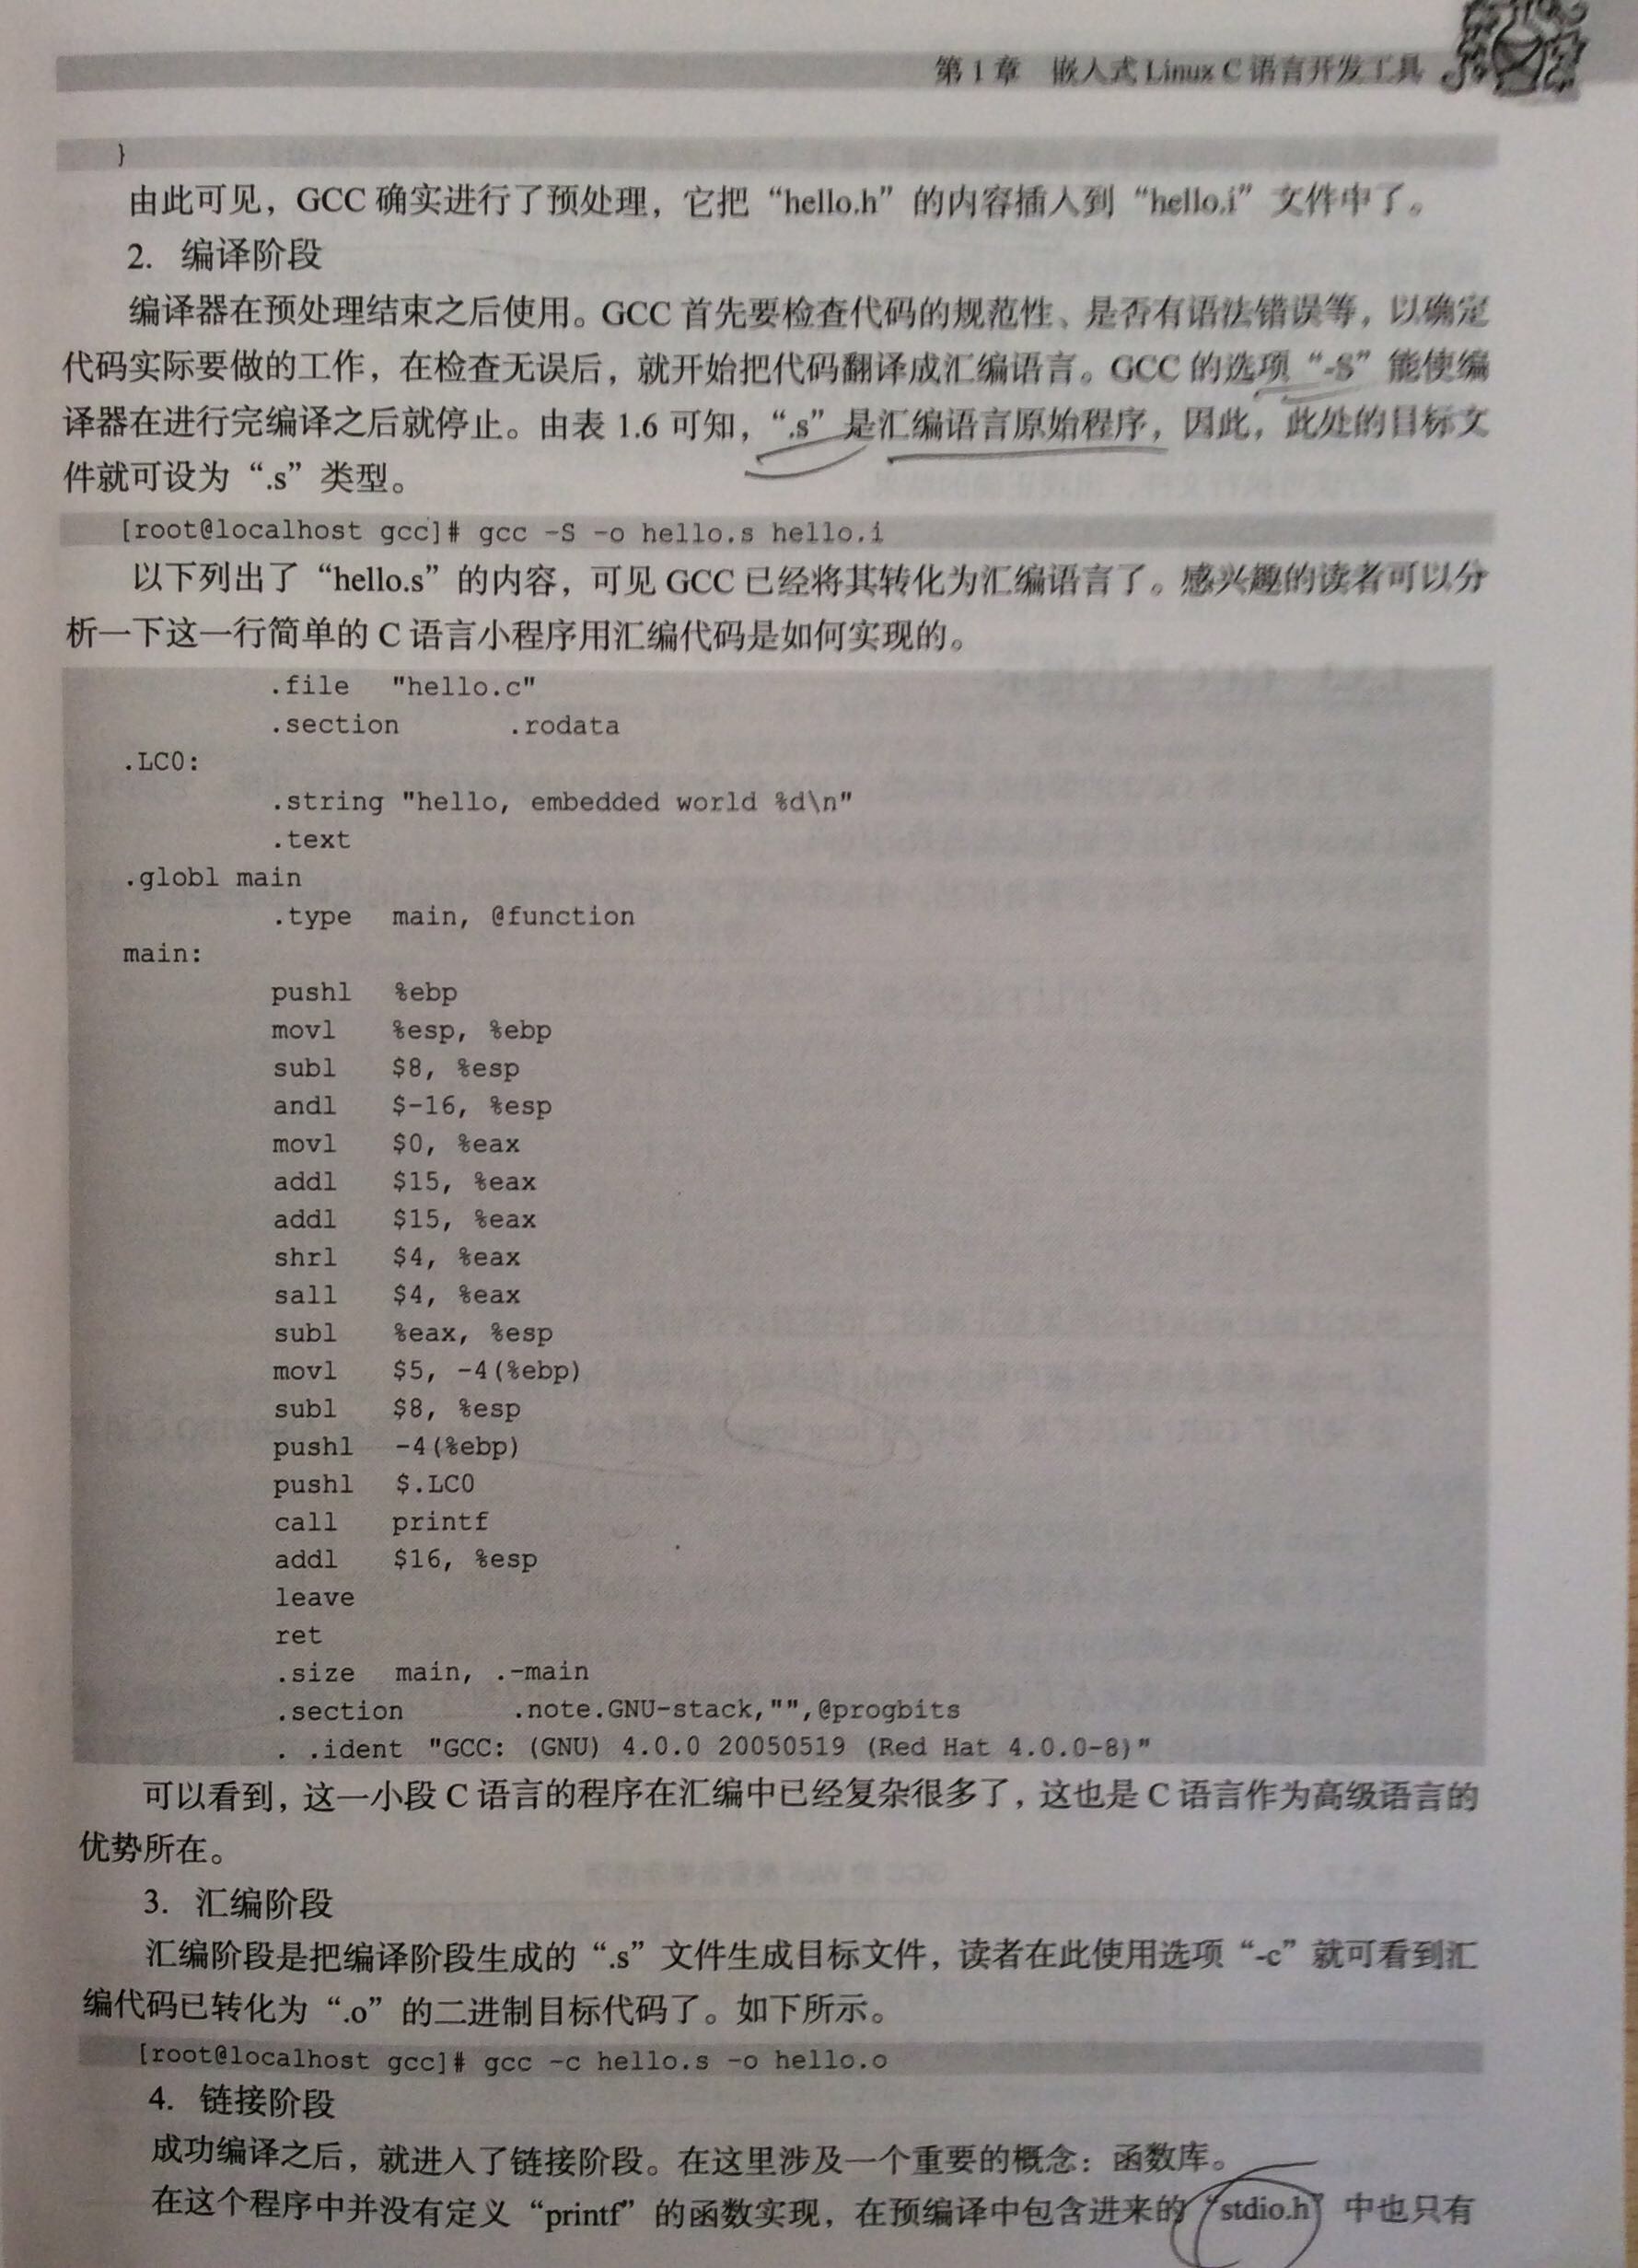 第 1 章 嵌入式 Linux C 语言开发工具
}
由此可见，GCC 确实进行了预处理，它把“hello.h”的内容插入到“hello.i”文件中了。
2. 编译阶段
编译器在预处理结束之后使用。GCC 首先要检查代码的规范性、是否有语法错误等，以确定
代码实际要做的工作，在检查无误后，就开始把代码翻译成汇编语言。GCC 的选项“-S”能使编
译器在进行完编译之后就停止。由表 1.6 可知，“.s”是汇编语言原始程序，因此，此处的目标文
件就可设为“.s”类型。
[root@localhost gcc]# gcc -S -o hello.s hello.i
以下列出了“hello.s”的内容，可见 GCC 已经将其转化为汇编语言了。感兴趣的读者可以分
析一下这一行简单的 C 语言小程序用汇编代码是如何实现的。
.file "hello.c"
.section .rodata
.LC0:
.string "hello, embedded world %d\n"
.text
.globl main
.type main, @function
main:
pushl %ebp
movl %esp, %ebp
subl $8, %esp
andl $-16, %esp
movl $0, %eax
addl $15, %eax
addl $15, %eax
shrl $4, %eax
sall $4, %eax
subl %eax, %esp
movl $5, -4(%ebp)
subl $8, %esp
pushl -4(%ebp)
pushl $.LC0
call printf
addl $16, %esp
leave
ret
.size main, .-main
.section .note.GNU-stack,"",@progbits
. .ident "GCC: (GNU) 4.0.0 20050519 (Red Hat 4.0.0-8)"
可以看到，这一小段 C 语言的程序在汇编中已经复杂很多了，这也是 C 语言作为高级语言的
优势所在。
3. 汇编阶段
汇编阶段是把编译阶段生成的“.s”文件生成目标文件，读者在此使用选项“-c”就可看到汇
编代码已转化为“.o”的二进制目标代码了。如下所示。
[root@localhost gcc]# gcc -c hello.s -o hello.o
4. 链接阶段
成功编译之后，就进入了链接阶段。在这里涉及一个重要的概念：函数库。
在这个程序中并没有定义“printf”的函数实现，在预编译中包含进来的“stdio.h”中也只有